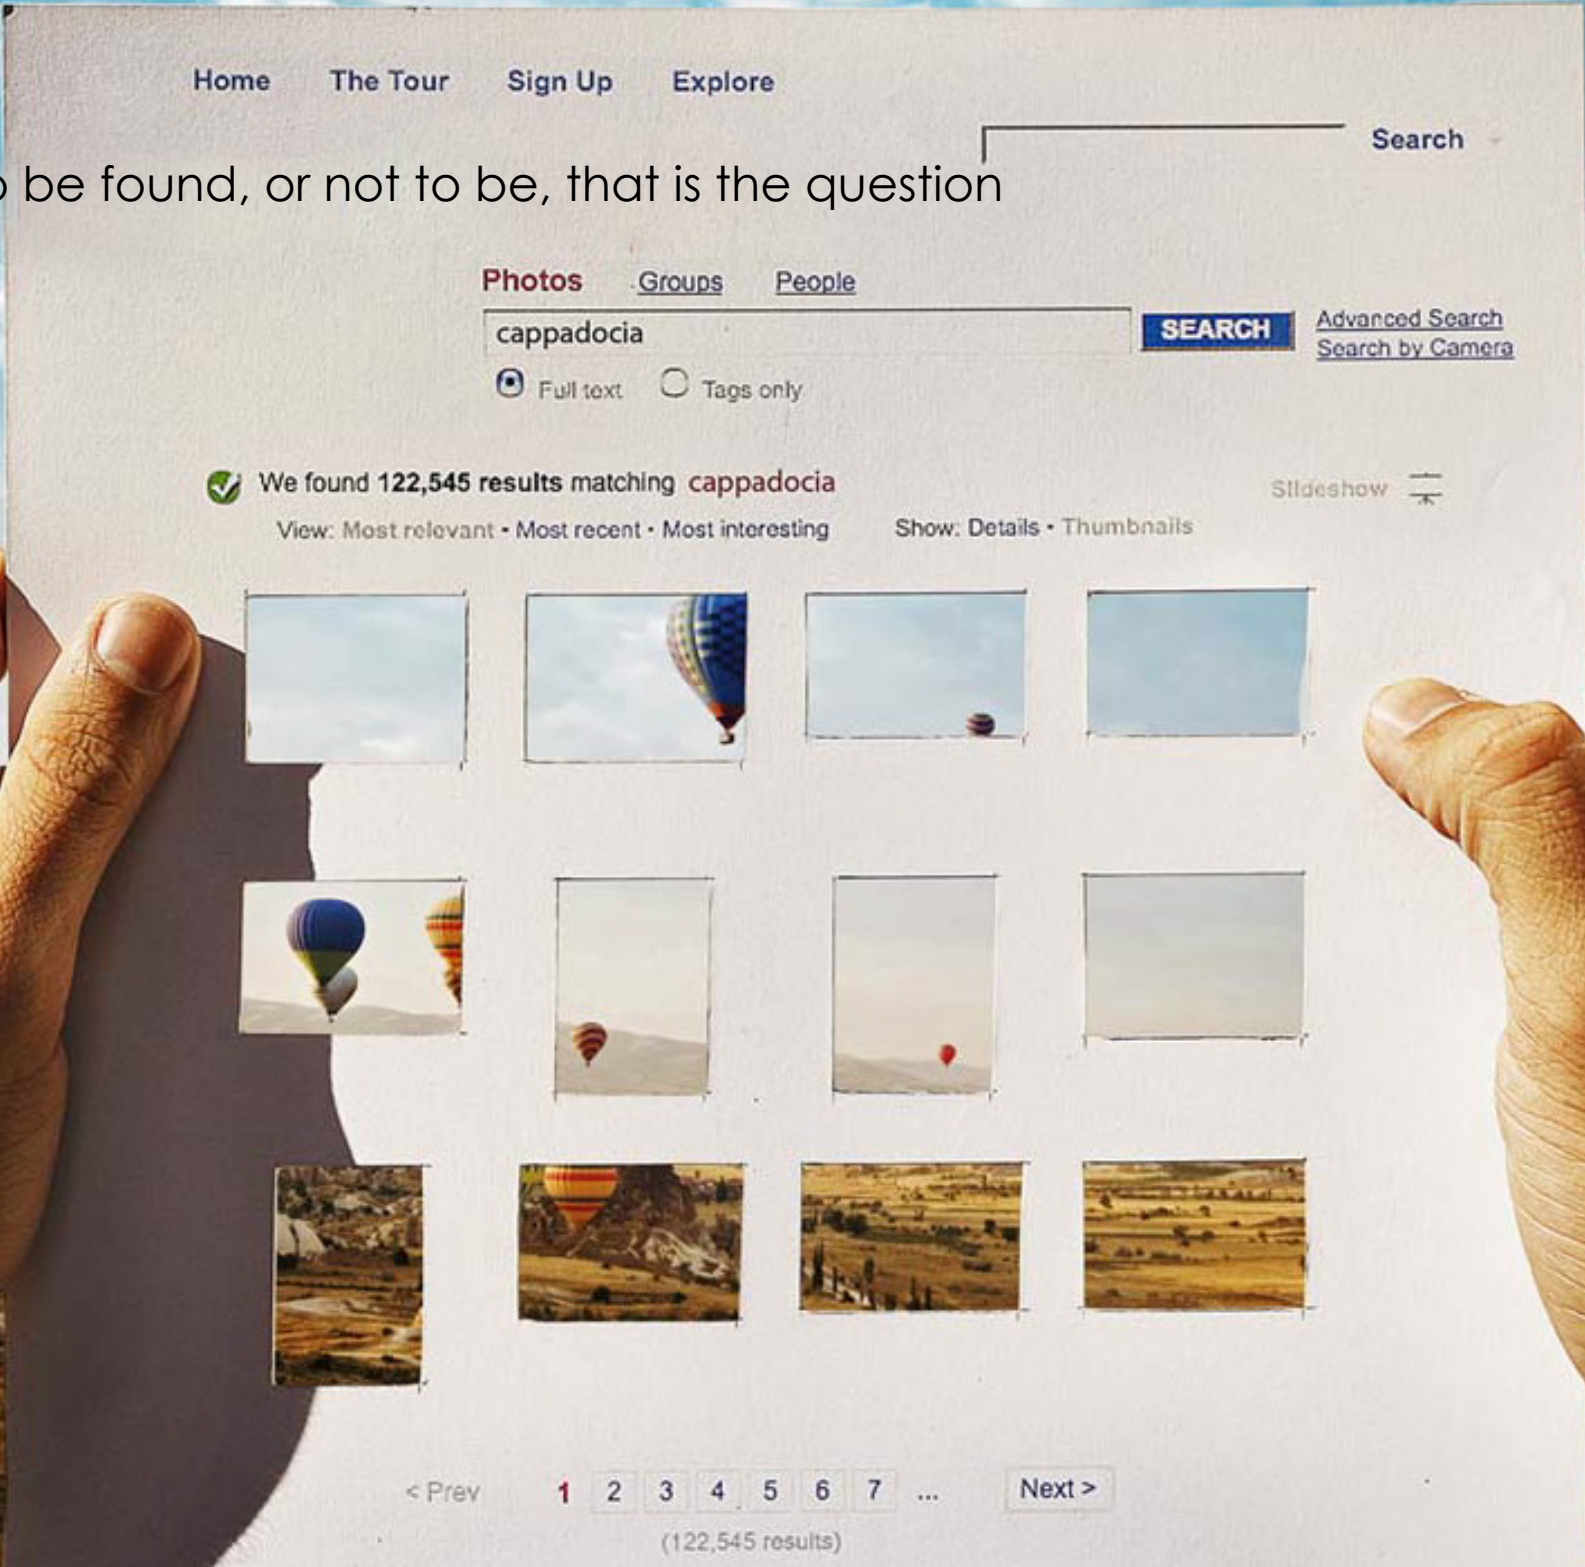 Home The Tour Sign Up Explore
Search
be found, or not to be, that is the question
Photos Groups People
cappadocia SEARCH Advanced Search
Search by Camera
Full text Tags only
We found 122,545 results matching cappadocia Slideshow
View: Most relevant • Most recent • Most interesting Show: Details • Thumbnails
< Prev 1 2 3 4 5 6 7 ... Next >
(122,545 results)